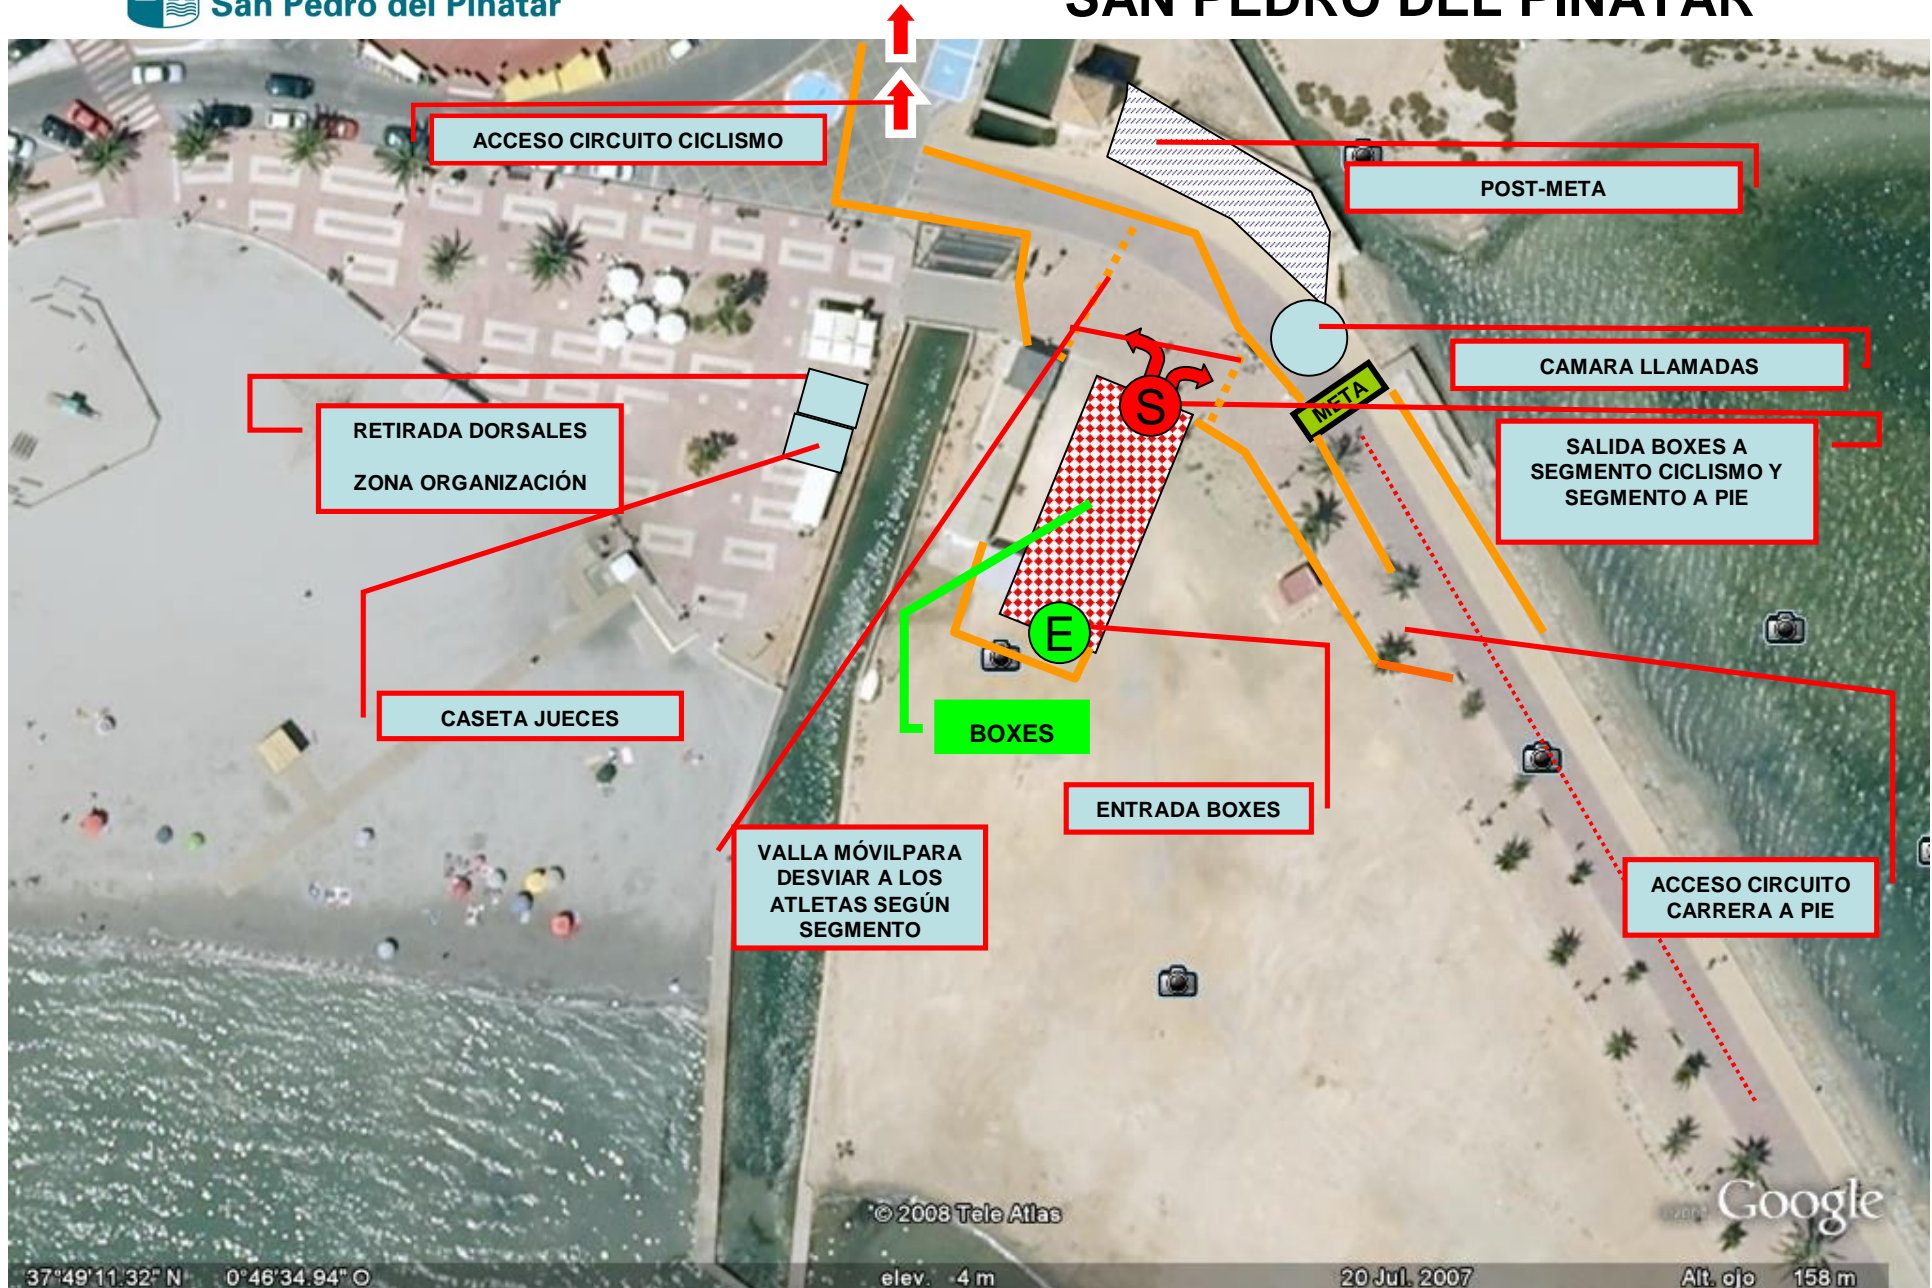 San Pedro del Pinatar
SAN PEDRO DEL PINATAR
ACCESO CIRCUITO CICLISMO
POST-META
CAMARA LLAMADAS
META
S
RETIRADA DORSALES
ZONA ORGANIZACIÓN
SALIDA BOXES A
SEGMENTO CICLISMO Y
SEGMENTO A PIE
E
CASETA JUECES
BOXES
ENTRADA BOXES
VALLA MÓVILPARA
DESVIAR A LOS
ATLETAS SEGÚN
SEGMENTO
ACCESO CIRCUITO
CARRERA A PIE
© 2008 Tele Atlas
Google
37°49'11.32" N 0°46'34.94" O
elev. 4 m
20 Jul. 2007
Alt. ojo 158 m